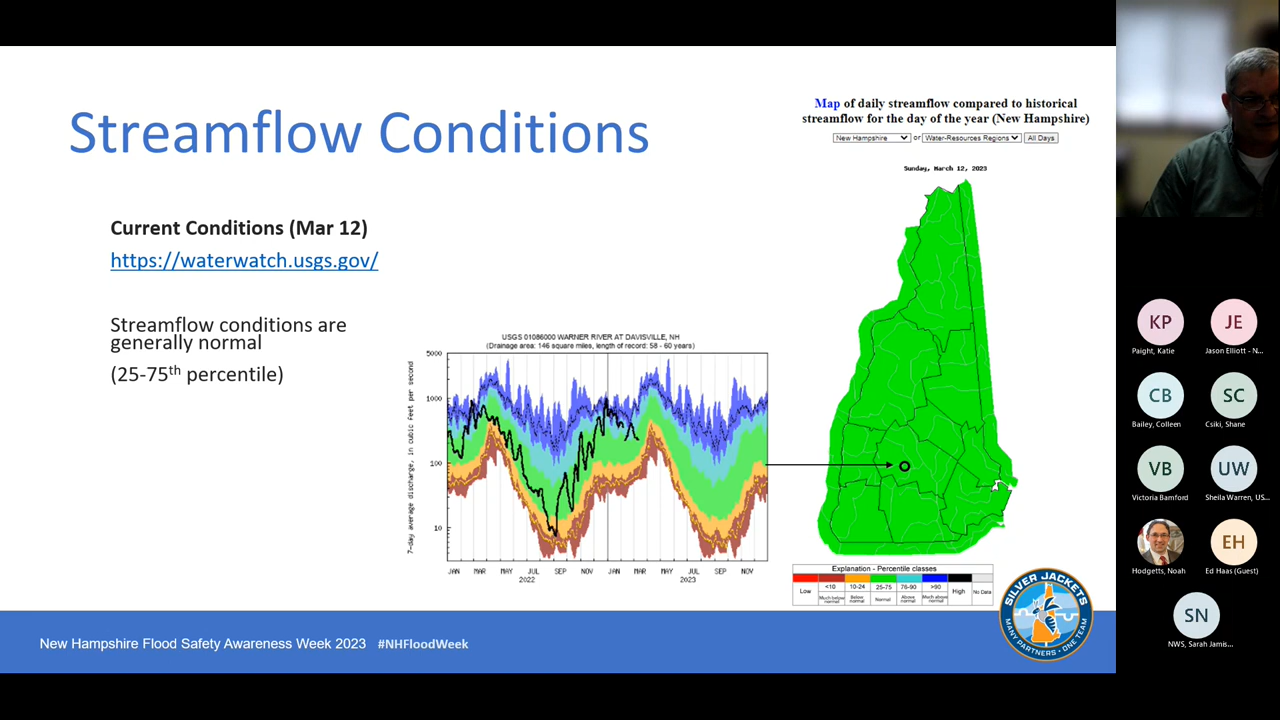 Streamflow Conditions
Current Conditions (Mar 12)
https://waterwatch.usgs.gov/
Streamflow conditions are
generally normal
(25-75th percentile)
USGS 01086000 WARNER RIVER AT DAVISVILLE, NH
(Drainage area: 146 square miles, length of record: 58 - 60 years)
7-day average discharge, in cubic feet per second
5000
1000
100
10
JAN MAR MAY JUL SEP NOV JAN MAR MAY JUL SEP NOV
2022 2023
Map of daily streamflow compared to historical
streamflow for the day of the year (New Hampshire)
New Hampshire or Water-Resources Regions All Days
Sunday, March 12, 2023
Explanation - Percentile classes
Low <10 10-24 25-75 76-90 >90 High No Data
Much below normal Below normal Normal Above normal Much above normal
SILVER JACKETS
MANY PARTNERS • ONE TEAM
New Hampshire Flood Safety Awareness Week 2023 #NHFloodWeek
KP JE
Paight, Katie Jason Elliott - N...
CB SC
Bailey, Colleen Csiki, Shane
VB UW
Victoria Bamford Sheila Warren, US...
EH
Hodgetts, Noah Ed Haas (Guest)
SN
NWS, Sarah Jamis...